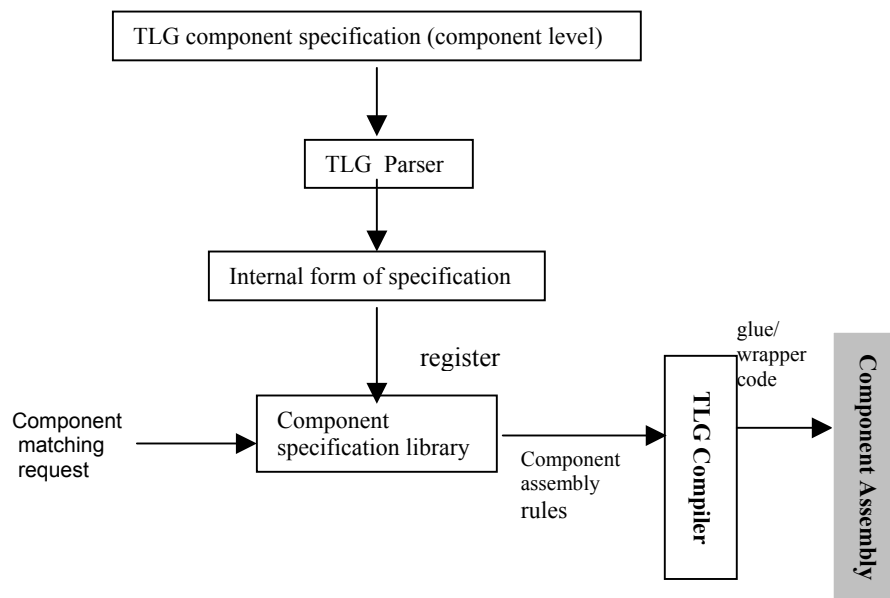 TLG component specification (component level)
TLG Parser
Internal form of specification
register
Component
matching
request
Component
specification library
Component
assembly
rules
TLG Compiler
glue/
wrapper
code
Component Assembly